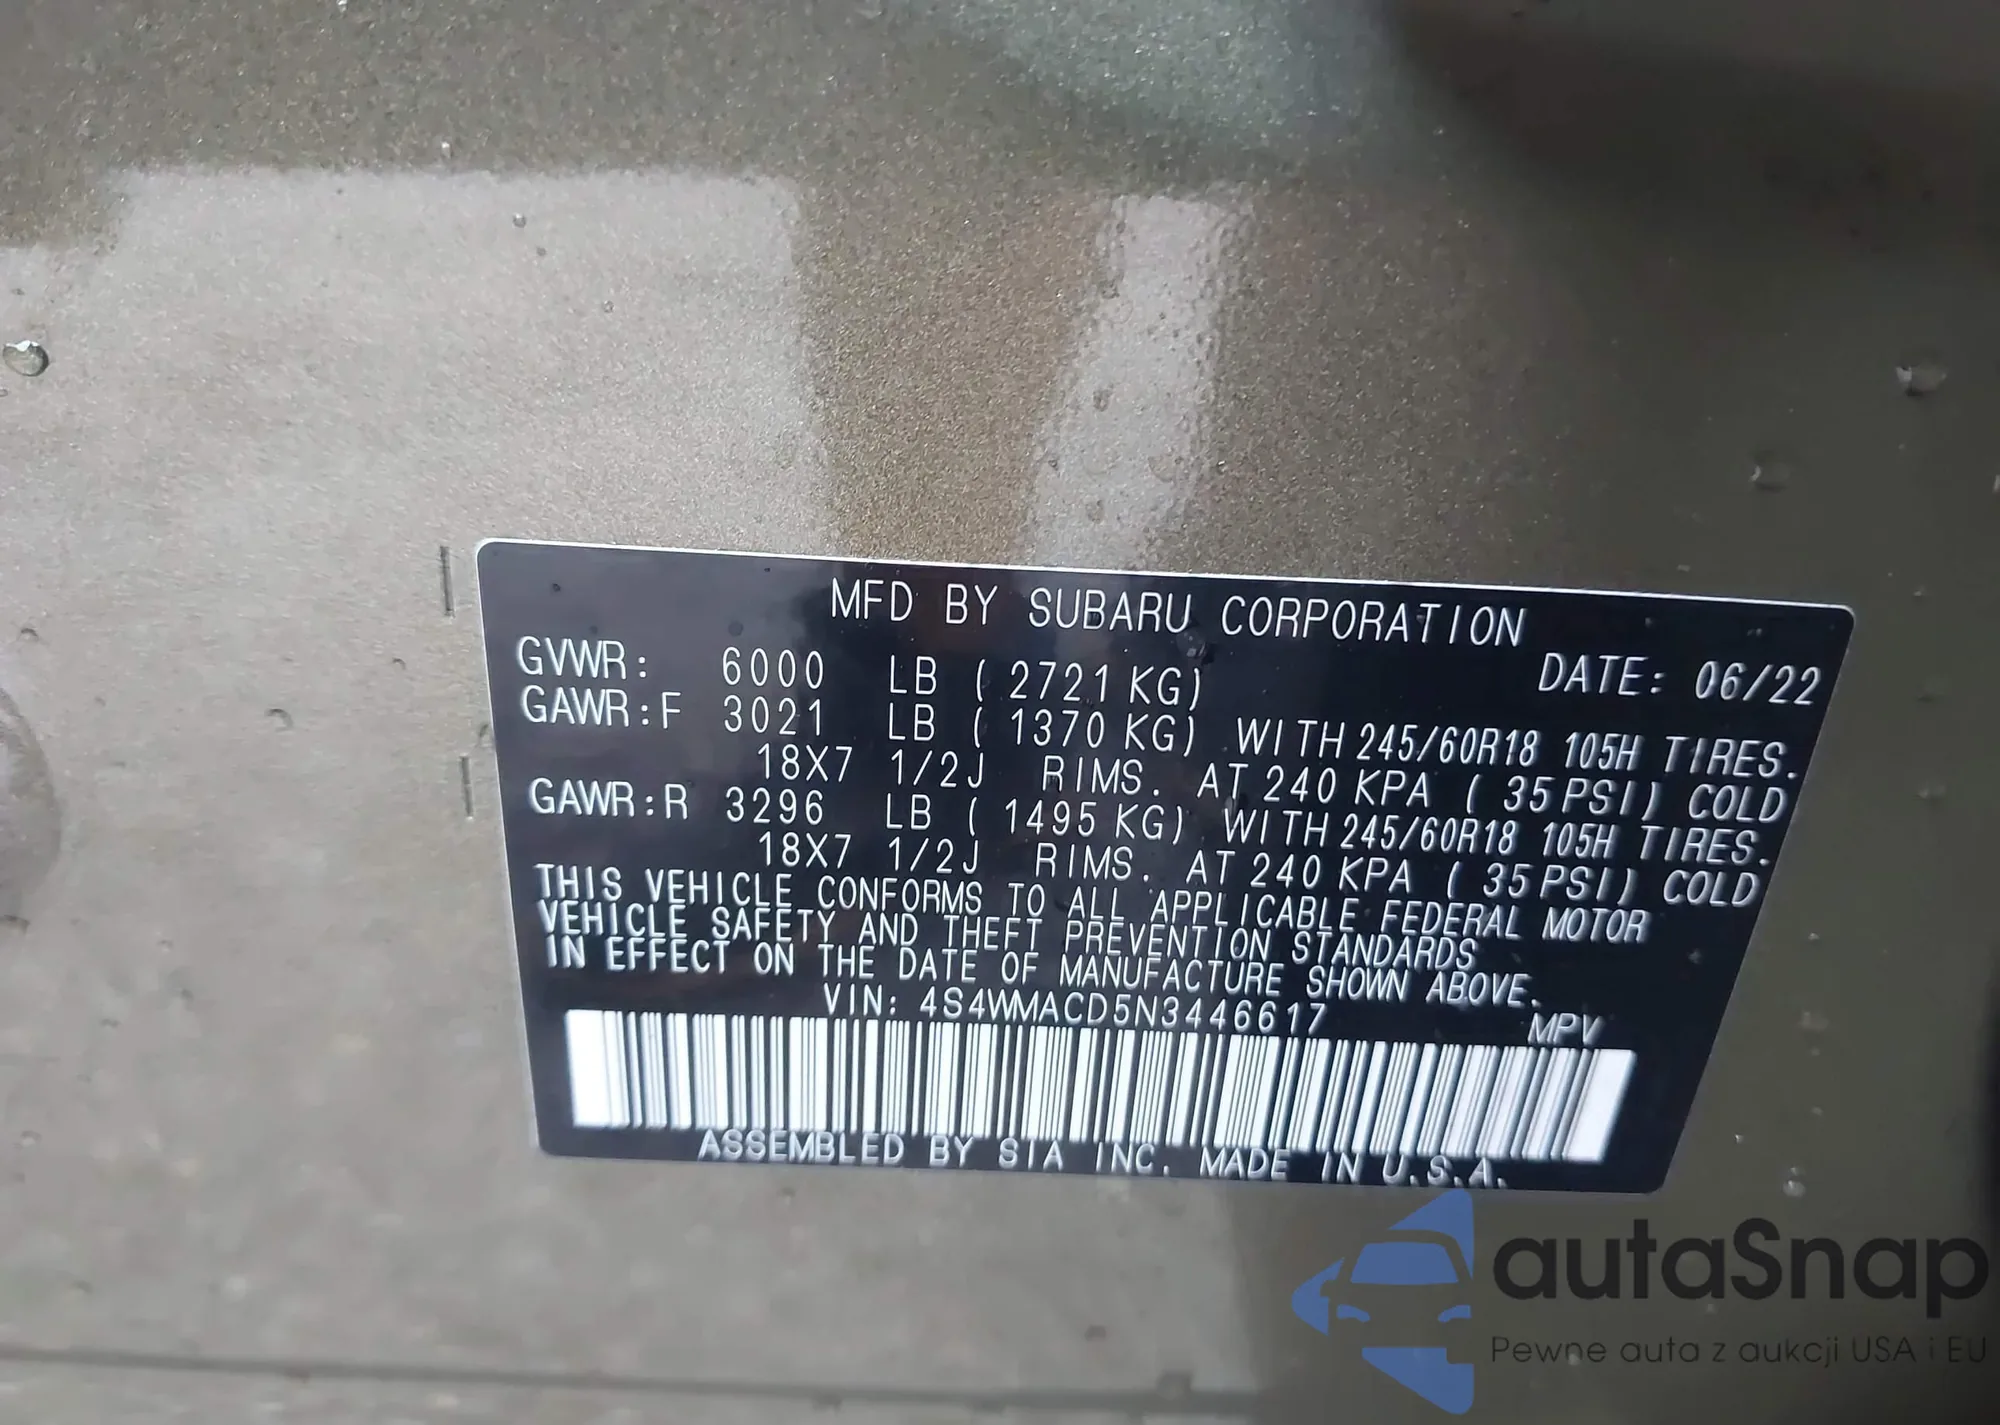 MFD BY SUBARU CORPORATION
GVWR: 6000 LB ( 2721 KG) DATE: 06/22
GAWR:F 3021 LB ( 1370 KG) WITH 245/60R18 105H TIRES.
18X7 1/2J RIMS. AT 240 KPA ( 35 PSI) COLD
GAWR:R 3296 LB ( 1495 KG) WITH 245/60R18 105H TIRES.
18X7 1/2J RIMS. AT 240 KPA ( 35 PSI) COLD
THIS VEHICLE CONFORMS TO ALL APPLICABLE FEDERAL MOTOR
VEHICLE SAFETY AND THEFT PREVENTION STANDARDS
IN EFFECT ON THE DATE OF MANUFACTURE SHOWN ABOVE.
VIN: 4S4WMACD5N3446617 MPV
ASSEMBLED BY SIA INC. MADE IN U.S.A.
autaSnap
Pewne auta z aukcji USA i EU